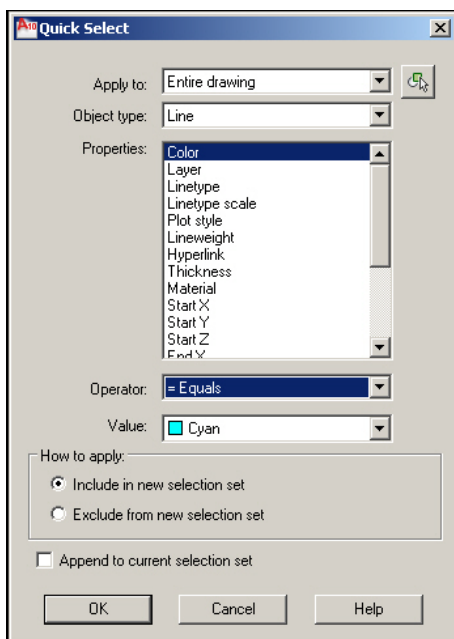 A10 Quick Select
Apply to: Entire drawing
Object type: Line
Properties: Color
Layer
Linetype
Linetype scale
Plot style
Lineweight
Hyperlink
Thickness
Material
Start X
Start Y
Start Z
End X
Operator: = Equals
Value: Cyan
How to apply:
Include in new selection set
Exclude from new selection set
Append to current selection set
OK Cancel Help